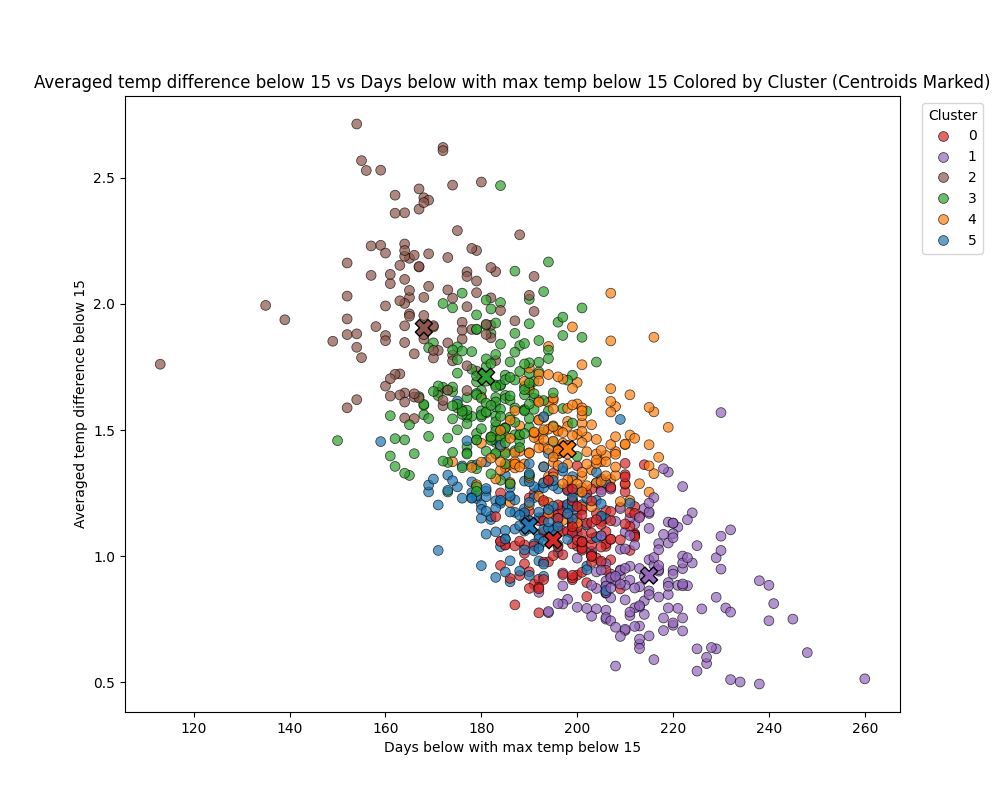 Averaged temp difference below 15 vs Days below with max temp below 15 Colored by Cluster (Centroids Marked)
Cluster
0
1
2
3
4
5
Averaged temp difference below 15
2.5
2.0
1.5
1.0
0.5
120 140 160 180 200 220 240 260
Days below with max temp below 15